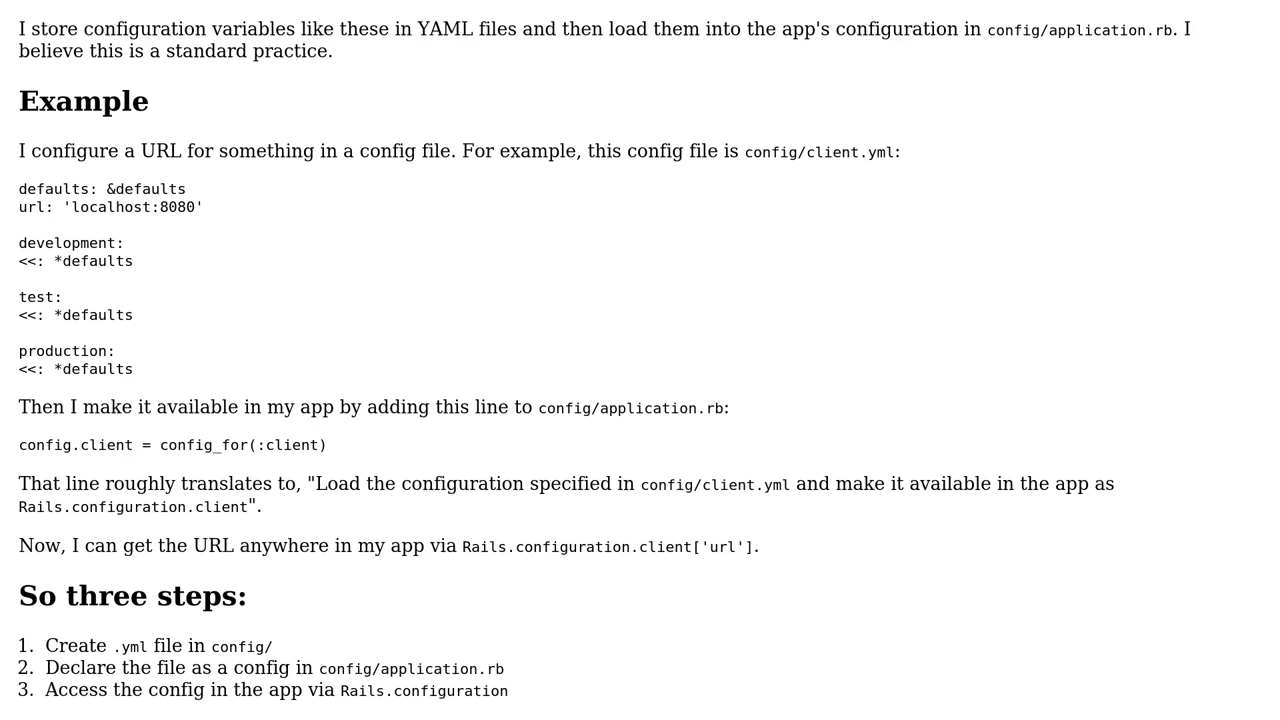 I store configuration variables like these in YAML files and then load them into the app's configuration in config/application.rb. I
believe this is a standard practice.
Example
I configure a URL for something in a config file. For example, this config file is config/client.yml:
defaults: &defaults
url: 'localhost:8080'
development:
<<: *defaults
test:
<<: *defaults
production:
<<: *defaults
Then I make it available in my app by adding this line to config/application.rb:
config.client = config_for(:client)
That line roughly translates to, "Load the configuration specified in config/client.yml and make it available in the app as
Rails.configuration.client".
Now, I can get the URL anywhere in my app via Rails.configuration.client['url'].
So three steps:
1. Create .yml file in config/
2. Declare the file as a config in config/application.rb
3. Access the config in the app via Rails.configuration